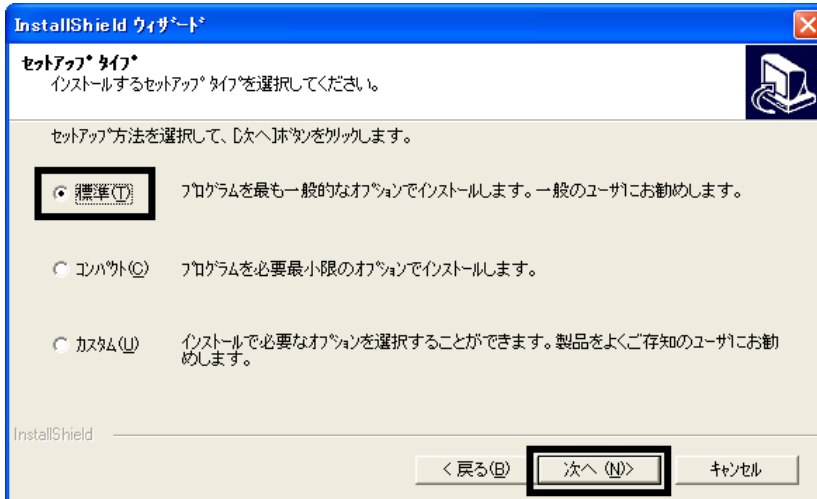 InstallShield ウィザード
セットアップ タイプ
インストールするセットアップ タイプを選択してください。
セットアップ方法を選択して、[次へ]ボタンをクリックします。
標準(T)
プログラムを最も一般的なオプションでインストールします。一般のユーザにお勧めします。
コンパクト(C)
プログラムを必要最小限のオプションでインストールします。
カスタム(U)
インストールで必要なオプションを選択することができます。製品をよくご存知のユーザにお勧
めします。
InstallShield
< 戻る(B)
次へ (N)>
キャンセル